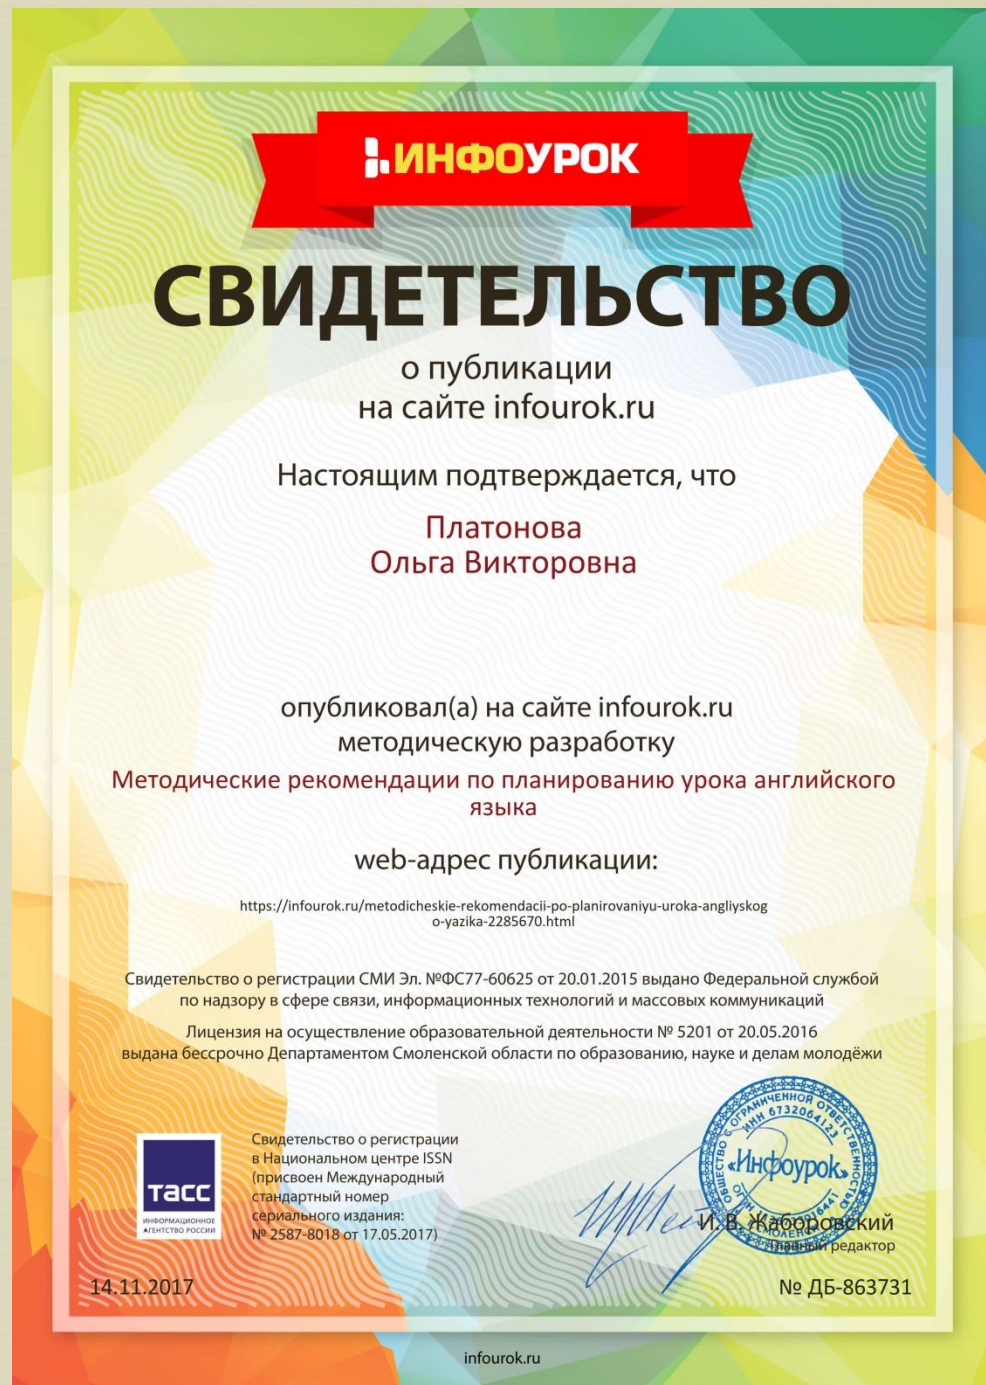 ИНФОУРОК
СВИДЕТЕЛЬСТВО
о публикации
на сайте infourok.ru
Настоящим подтверждается, что
Платонова
Ольга Викторовна
опубликовал(а) на сайте infourok.ru
методическую разработку
Методические рекомендации по планированию урока английского
языка
web-адрес публикации:
https://infourok.ru/metodicheskie-rekomendacii-po-planirovaniyu-uroka-angliyskog
o-yazika-2285670.html
Свидетельство о регистрации СМИ Эл. №ФС77-60625 от 20.01.2015 выдано Федеральной службой
по надзору в сфере связи, информационных технологий и массовых коммуникаций
Лицензия на осуществление образовательной деятельности № 5201 от 20.05.2016
выдана бессрочно Департаментом Смоленской области по образованию, науке и делам молодёжи
тасс
ИНФОРМАЦИОННОЕ
АГЕНТСТВО РОССИИ
Свидетельство о регистрации
в Национальном центре ISSN
(присвоен Международный
стандартный номер
сериального издания:
№ 2587-8018 от 17.05.2017)
ОБЩЕСТВО С ОГРАНИЧЕННОЙ ОТВЕТСТВЕННОСТЬЮ
ИНН 6732064123
«Инфоурок»
И. В. Жаборовский
Главный редактор
14.11.2017
№ ДБ-863731
infourok.ru